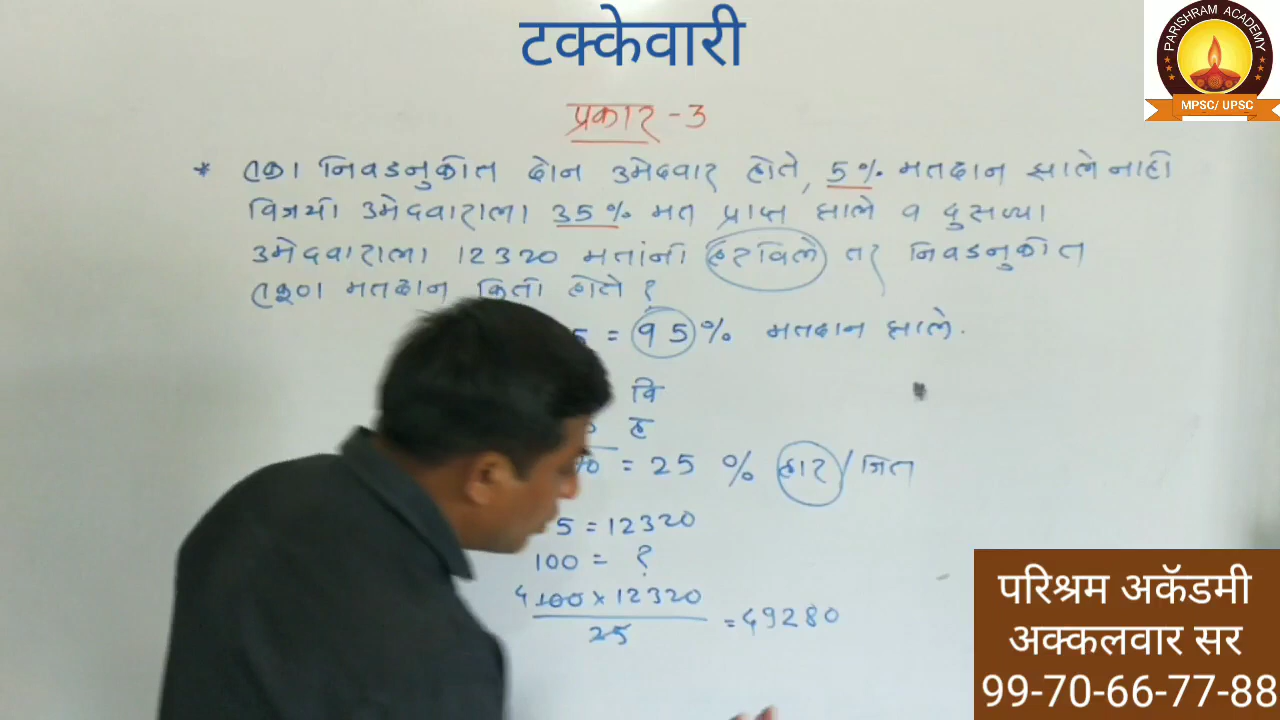 टक्केवारी
PARISHRAM ACADEMY
MPSC/ UPSC
प्रकार -3
* एका निवडनुकीत दोन उमेदवार होते, 5% मतदान झाले नाही
विजयी उमेदवाराला 35% मत प्राप्त झाले व दुसऱ्या
उमेदवाराला 12320 मतांनी हरविले तर निवडनुकीत
एकूण मतदान किती होते ?
5 = 95% मतदान झाले.
वि
ह
= 25 % हार / जित
5 = 12320
100 = ?
4 100 x 12320
25
= 49280
परिश्रम अकॅडमी
अक्कलवार सर
99-70-66-77-88